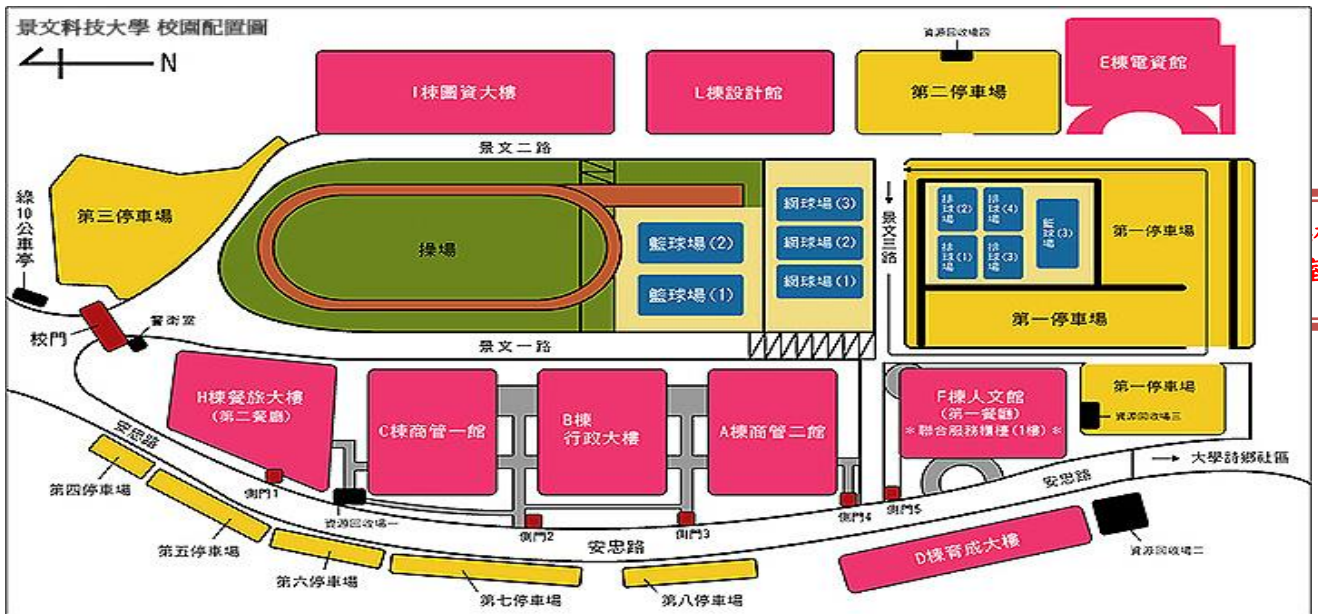 景文科技大學 校園配置圖
N
資源回收場四
I棟圖資大樓
L棟設計館
第二停車場
E棟電資館
景文二路
第三停車場
綠10公車亭
操場
籃球場(2)
籃球場(1)
網球場(3)
網球場(2)
網球場(1)
景文三路
排球場(2)
排球場(4)
排球場(1)
排球場(3)
籃球場(3)
第一停車場
第一停車場
校門
警衛室
景文一路
H棟餐旅大樓
(第二餐廳)
C棟商管一館
B棟
行政大樓
A棟商管二館
F棟人文館
(第一餐廳)
*聯合服務櫃檯(1樓)*
第一停車場
資源回收場三
大學詩鄉社區
安忠路
安忠路
安忠路
側門1
資源回收場一
側門2
側門3
側門4
側門5
第四停車場
第五停車場
第六停車場
第七停車場
第八停車場
D棟育成大樓
資源回收場二